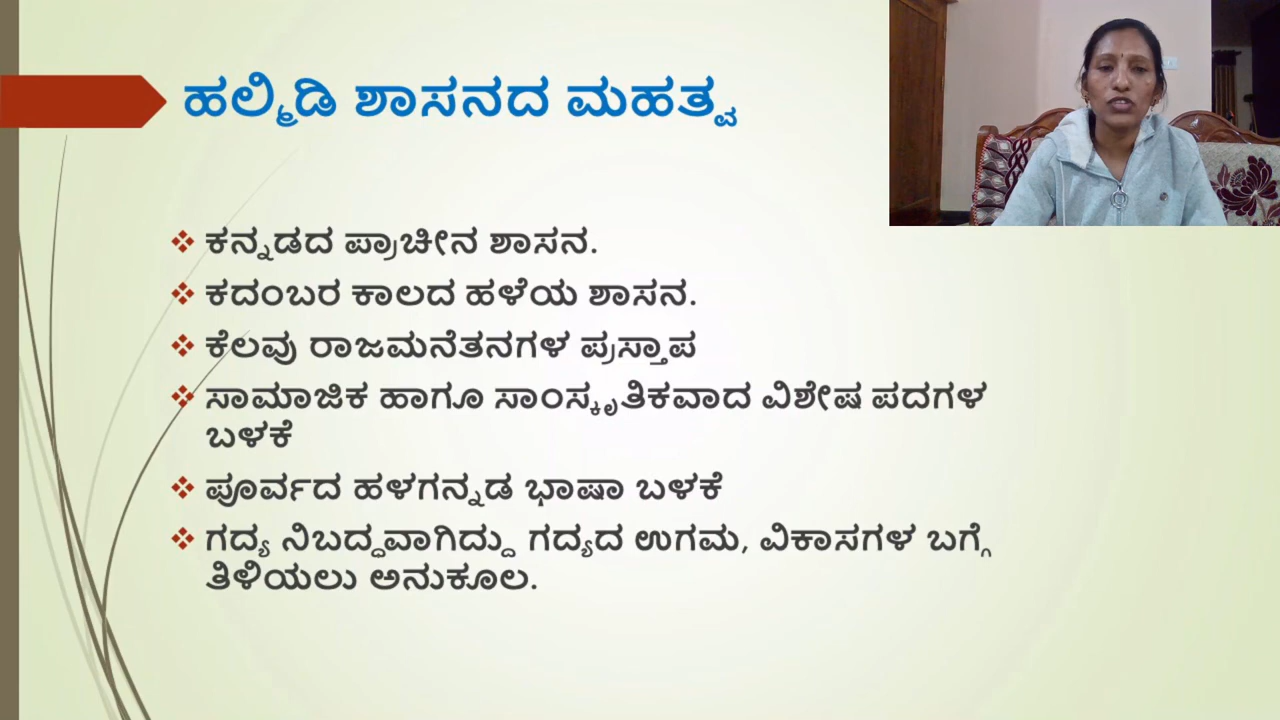 ಹಲ್ಮಿಡಿ ಶಾಸನದ ಮಹತ್ವ
ಕನ್ನಡದ ಪ್ರಾಚೀನ ಶಾಸನ.
ಕದಂಬರ ಕಾಲದ ಹಳೆಯ ಶಾಸನ.
ಕೆಲವು ರಾಜಮನೆತನಗಳ ಪ್ರಸ್ತಾಪ
ಸಾಮಾಜಿಕ ಹಾಗೂ ಸಾಂಸ್ಕೃತಿಕವಾದ ವಿಶೇಷ ಪದಗಳ
ಬಳಕೆ
ಪೂರ್ವದ ಹಳಗನ್ನಡ ಭಾಷಾ ಬಳಕೆ
ಗದ್ಯ ನಿಬದ್ಧವಾಗಿದ್ದು ಗದ್ಯದ ಉಗಮ, ವಿಕಾಸಗಳ ಬಗ್ಗೆ
ತಿಳಿಯಲು ಅನುಕೂಲ.